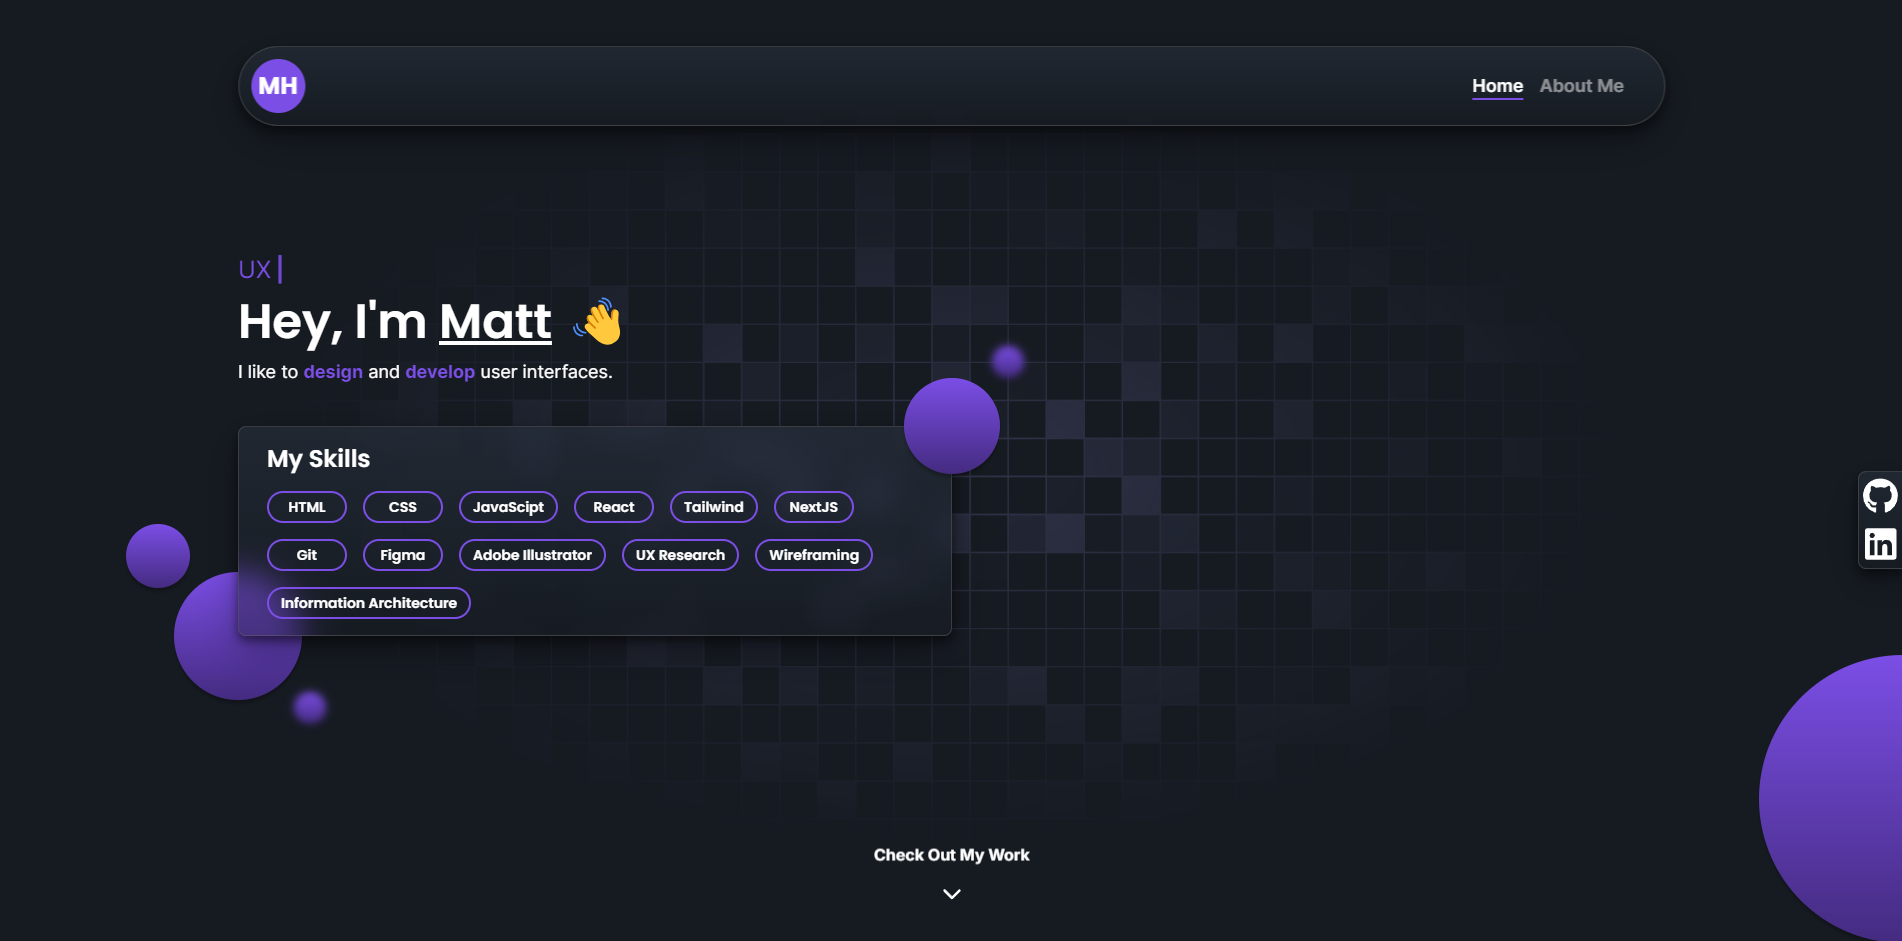 MH
Home About Me
UX
Hey, I'm Matt
I like to design and develop user interfaces.
My Skills
HTML CSS JavaScipt React Tailwind NextJS
Git Figma Adobe Illustrator UX Research Wireframing
Information Architecture
in
Check Out My Work